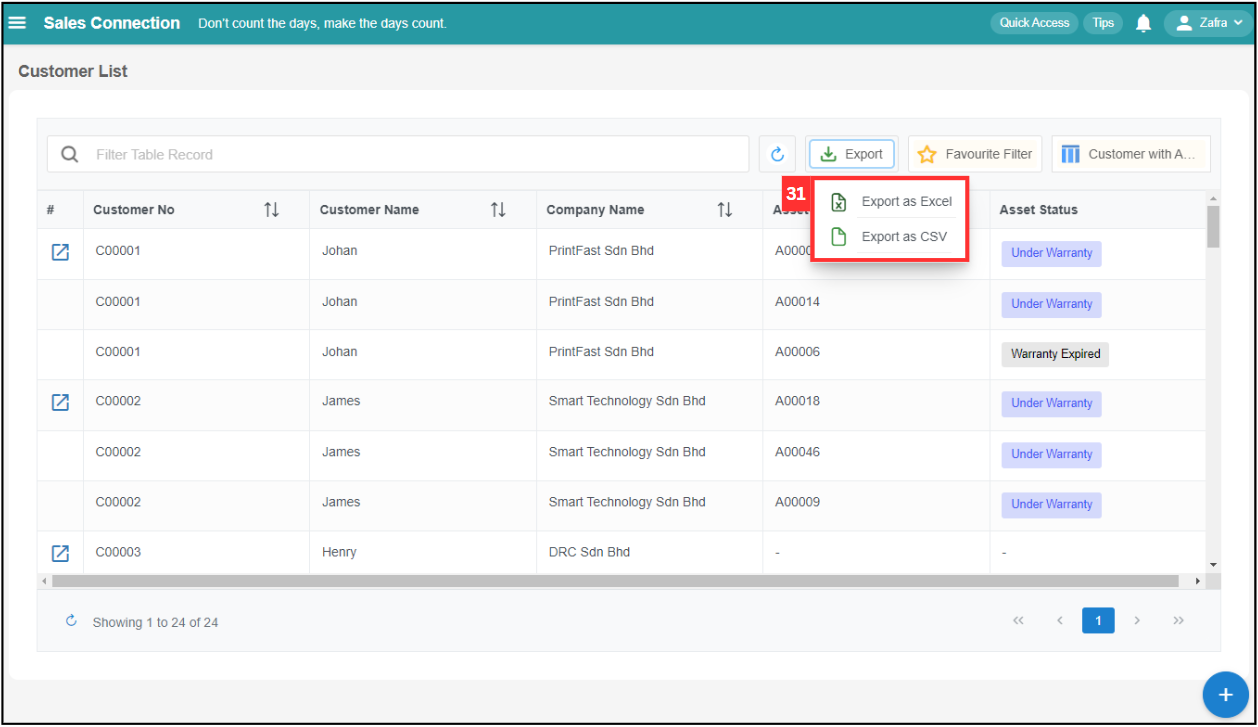 Sales Connection Don't count the days, make the days count. Quick Access Tips Zafra
Customer List
Filter Table Record Export Favourite Filter Customer with A...
31
Export as Excel
Export as CSV
# Customer No Customer Name Company Name Asset Status
C00001 Johan PrintFast Sdn Bhd Under Warranty
C00001 Johan PrintFast Sdn Bhd A00014 Under Warranty
C00001 Johan PrintFast Sdn Bhd A00006 Warranty Expired
C00002 James Smart Technology Sdn Bhd A00018 Under Warranty
C00002 James Smart Technology Sdn Bhd A00046 Under Warranty
C00002 James Smart Technology Sdn Bhd A00009 Under Warranty
C00003 Henry DRC Sdn Bhd - -
Showing 1 to 24 of 24 << < 1 > >>
+